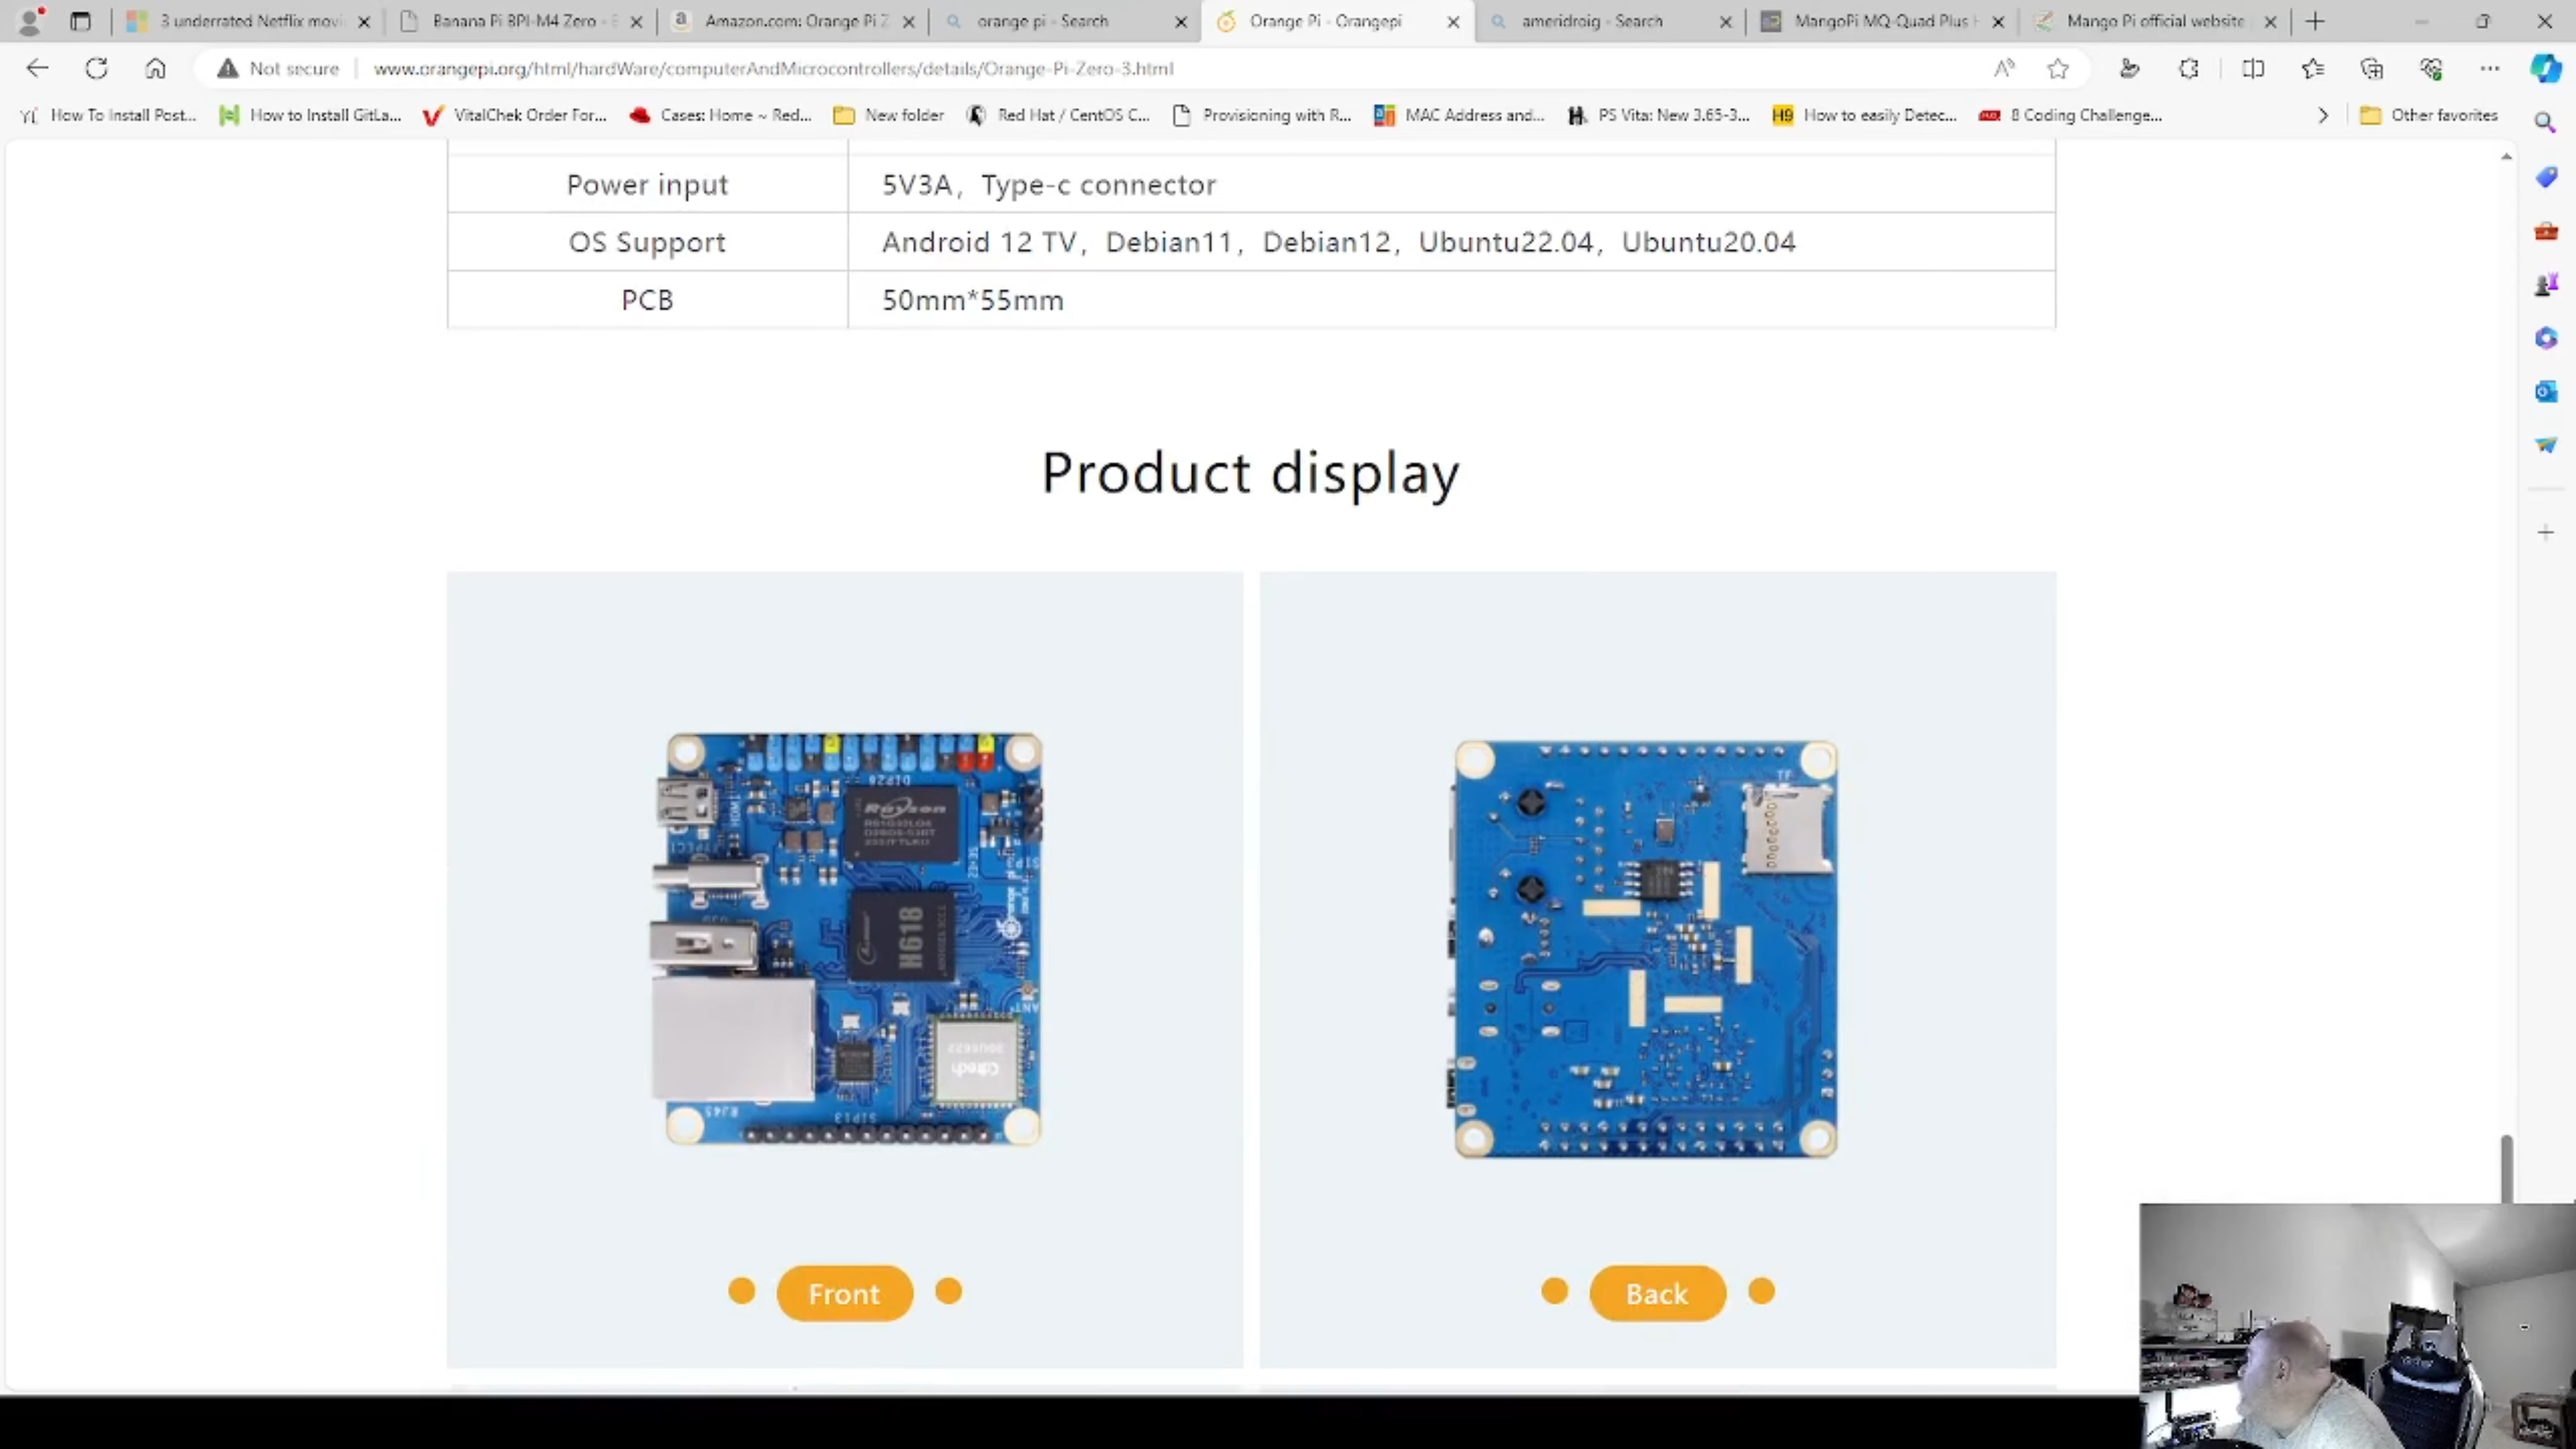 3 underrated Netflix movi
Banana Pi BPI-M4 Zero - B
Amazon.com: Orange Pi Z
orange pi - Search
Orange Pi - Orangepi
ameridroig - Search
MangoPi MQ-Quad Plus H
Mango Pi official website
Not secure
www.orangepi.org/html/hardWare/computerAndMicrocontrollers/details/Orange-Pi-Zero-3.html
How To Install Post...
How to Install GitLa...
VitalChek Order For...
Cases: Home ~ Red...
New folder
Red Hat / CentOS C...
Provisioning with R...
MAC Address and...
PS Vita: New 3.65-3...
H9 How to easily Detec...
8 Coding Challenge...
Other favorites
Power input
5V3A, Type-c connector
OS Support
Android 12 TV, Debian11, Debian12, Ubuntu22.04, Ubuntu20.04
PCB
50mm*55mm
Product display
Rayson
H618
RJ45
TF
Front
Back